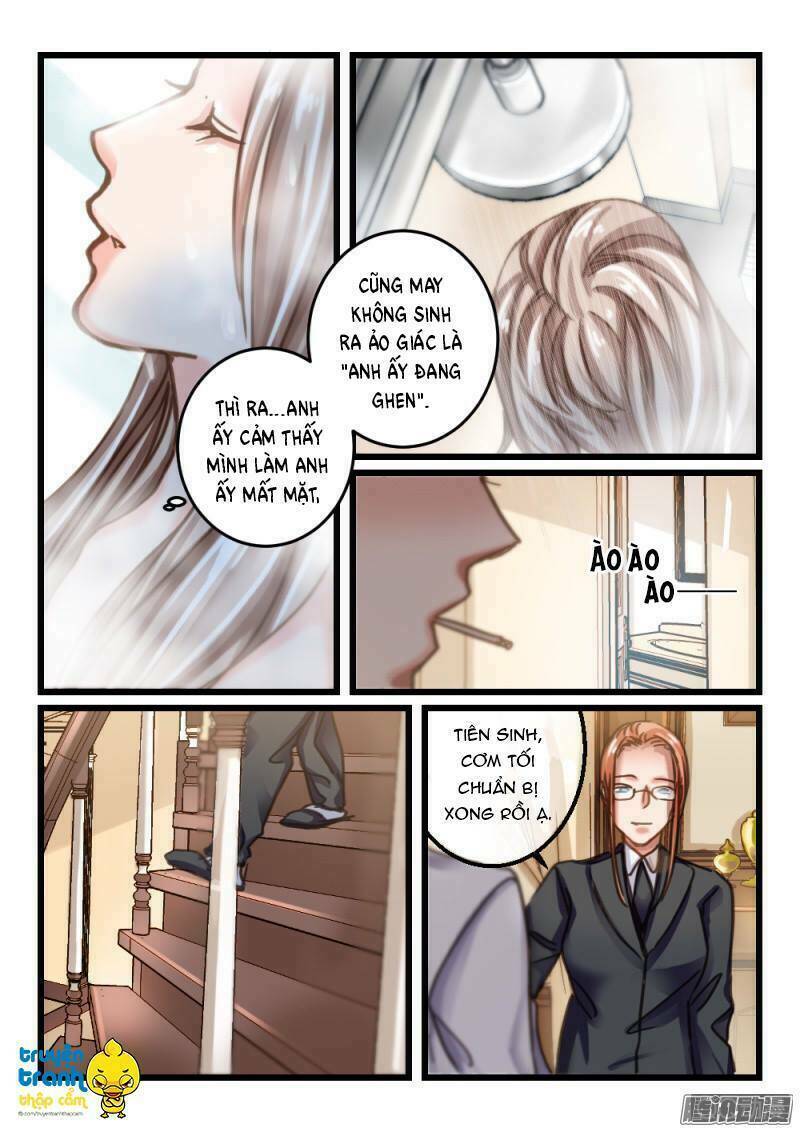 CŨNG MAY
KHÔNG SINH
RA ẢO GIÁC LÀ
"ANH ẤY ĐANG
GHEN".
THÌ RA...ANH
ẤY CẢM THẤY
MÌNH LÀM ANH
ẤY MẤT MẶT.
ÀO ÀO
ÀO
TIÊN SINH,
CƠM TỐI
CHUẨN BỊ
XONG RỒI Ạ.
truyện
tranh
thập cẩm
腾讯动漫